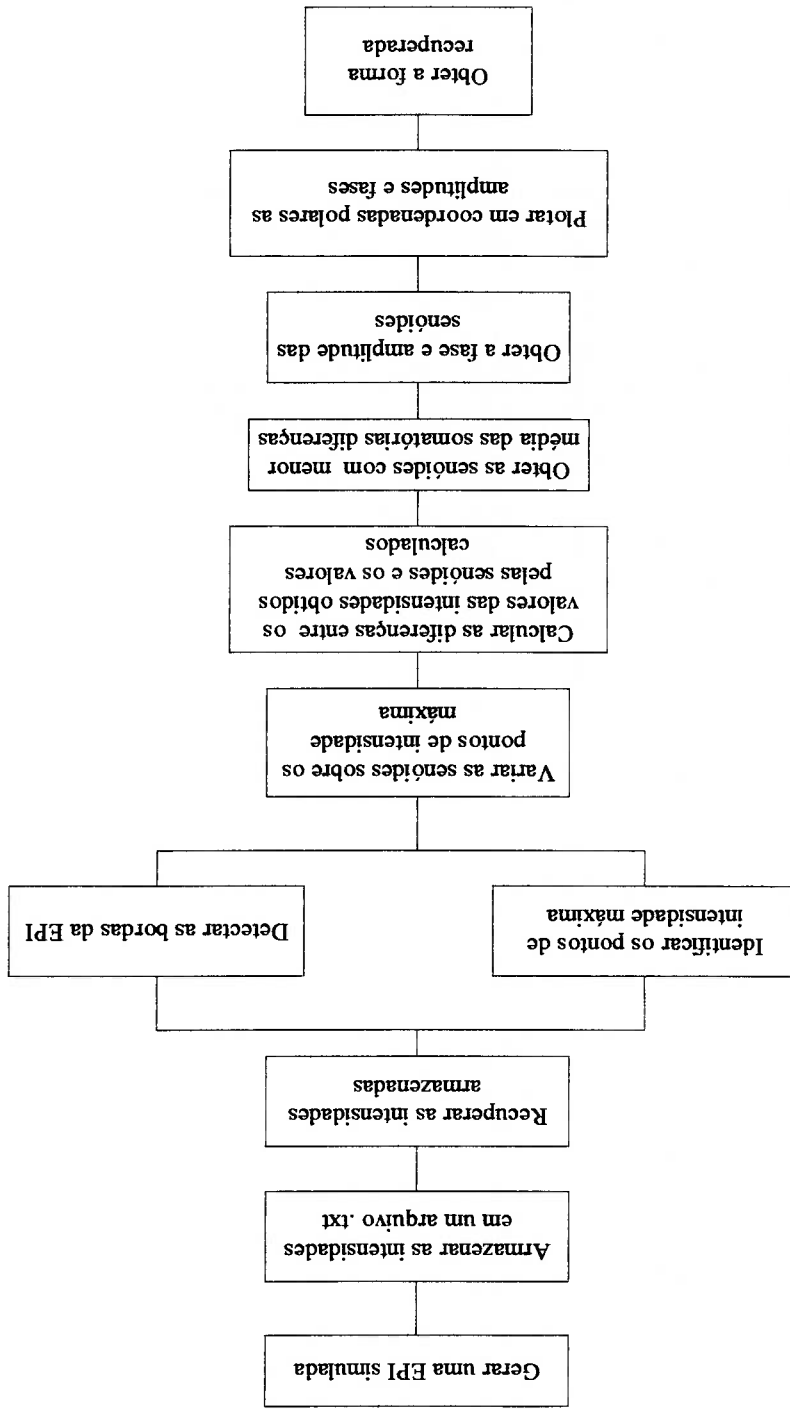 Gerar uma EPI simulada
Armazenar as intensidades
em um arquivo .txt
Recuperar as intensidades
armazenadas
Identificar os pontos de
intensidade máxima
Detectar as bordas da EPI
Variar as senóides sobre os
pontos de intensidade
máxima
Calcular as diferenças entre os
valores das intensidades obtidos
pelas senóides e os valores
calculados
Obter as senóides com menor
média das somatórias diferenças
Obter a fase e amplitude das
senóides
Plotar em coordenadas polares as
amplitudes e fases
Obter a forma
recuperada